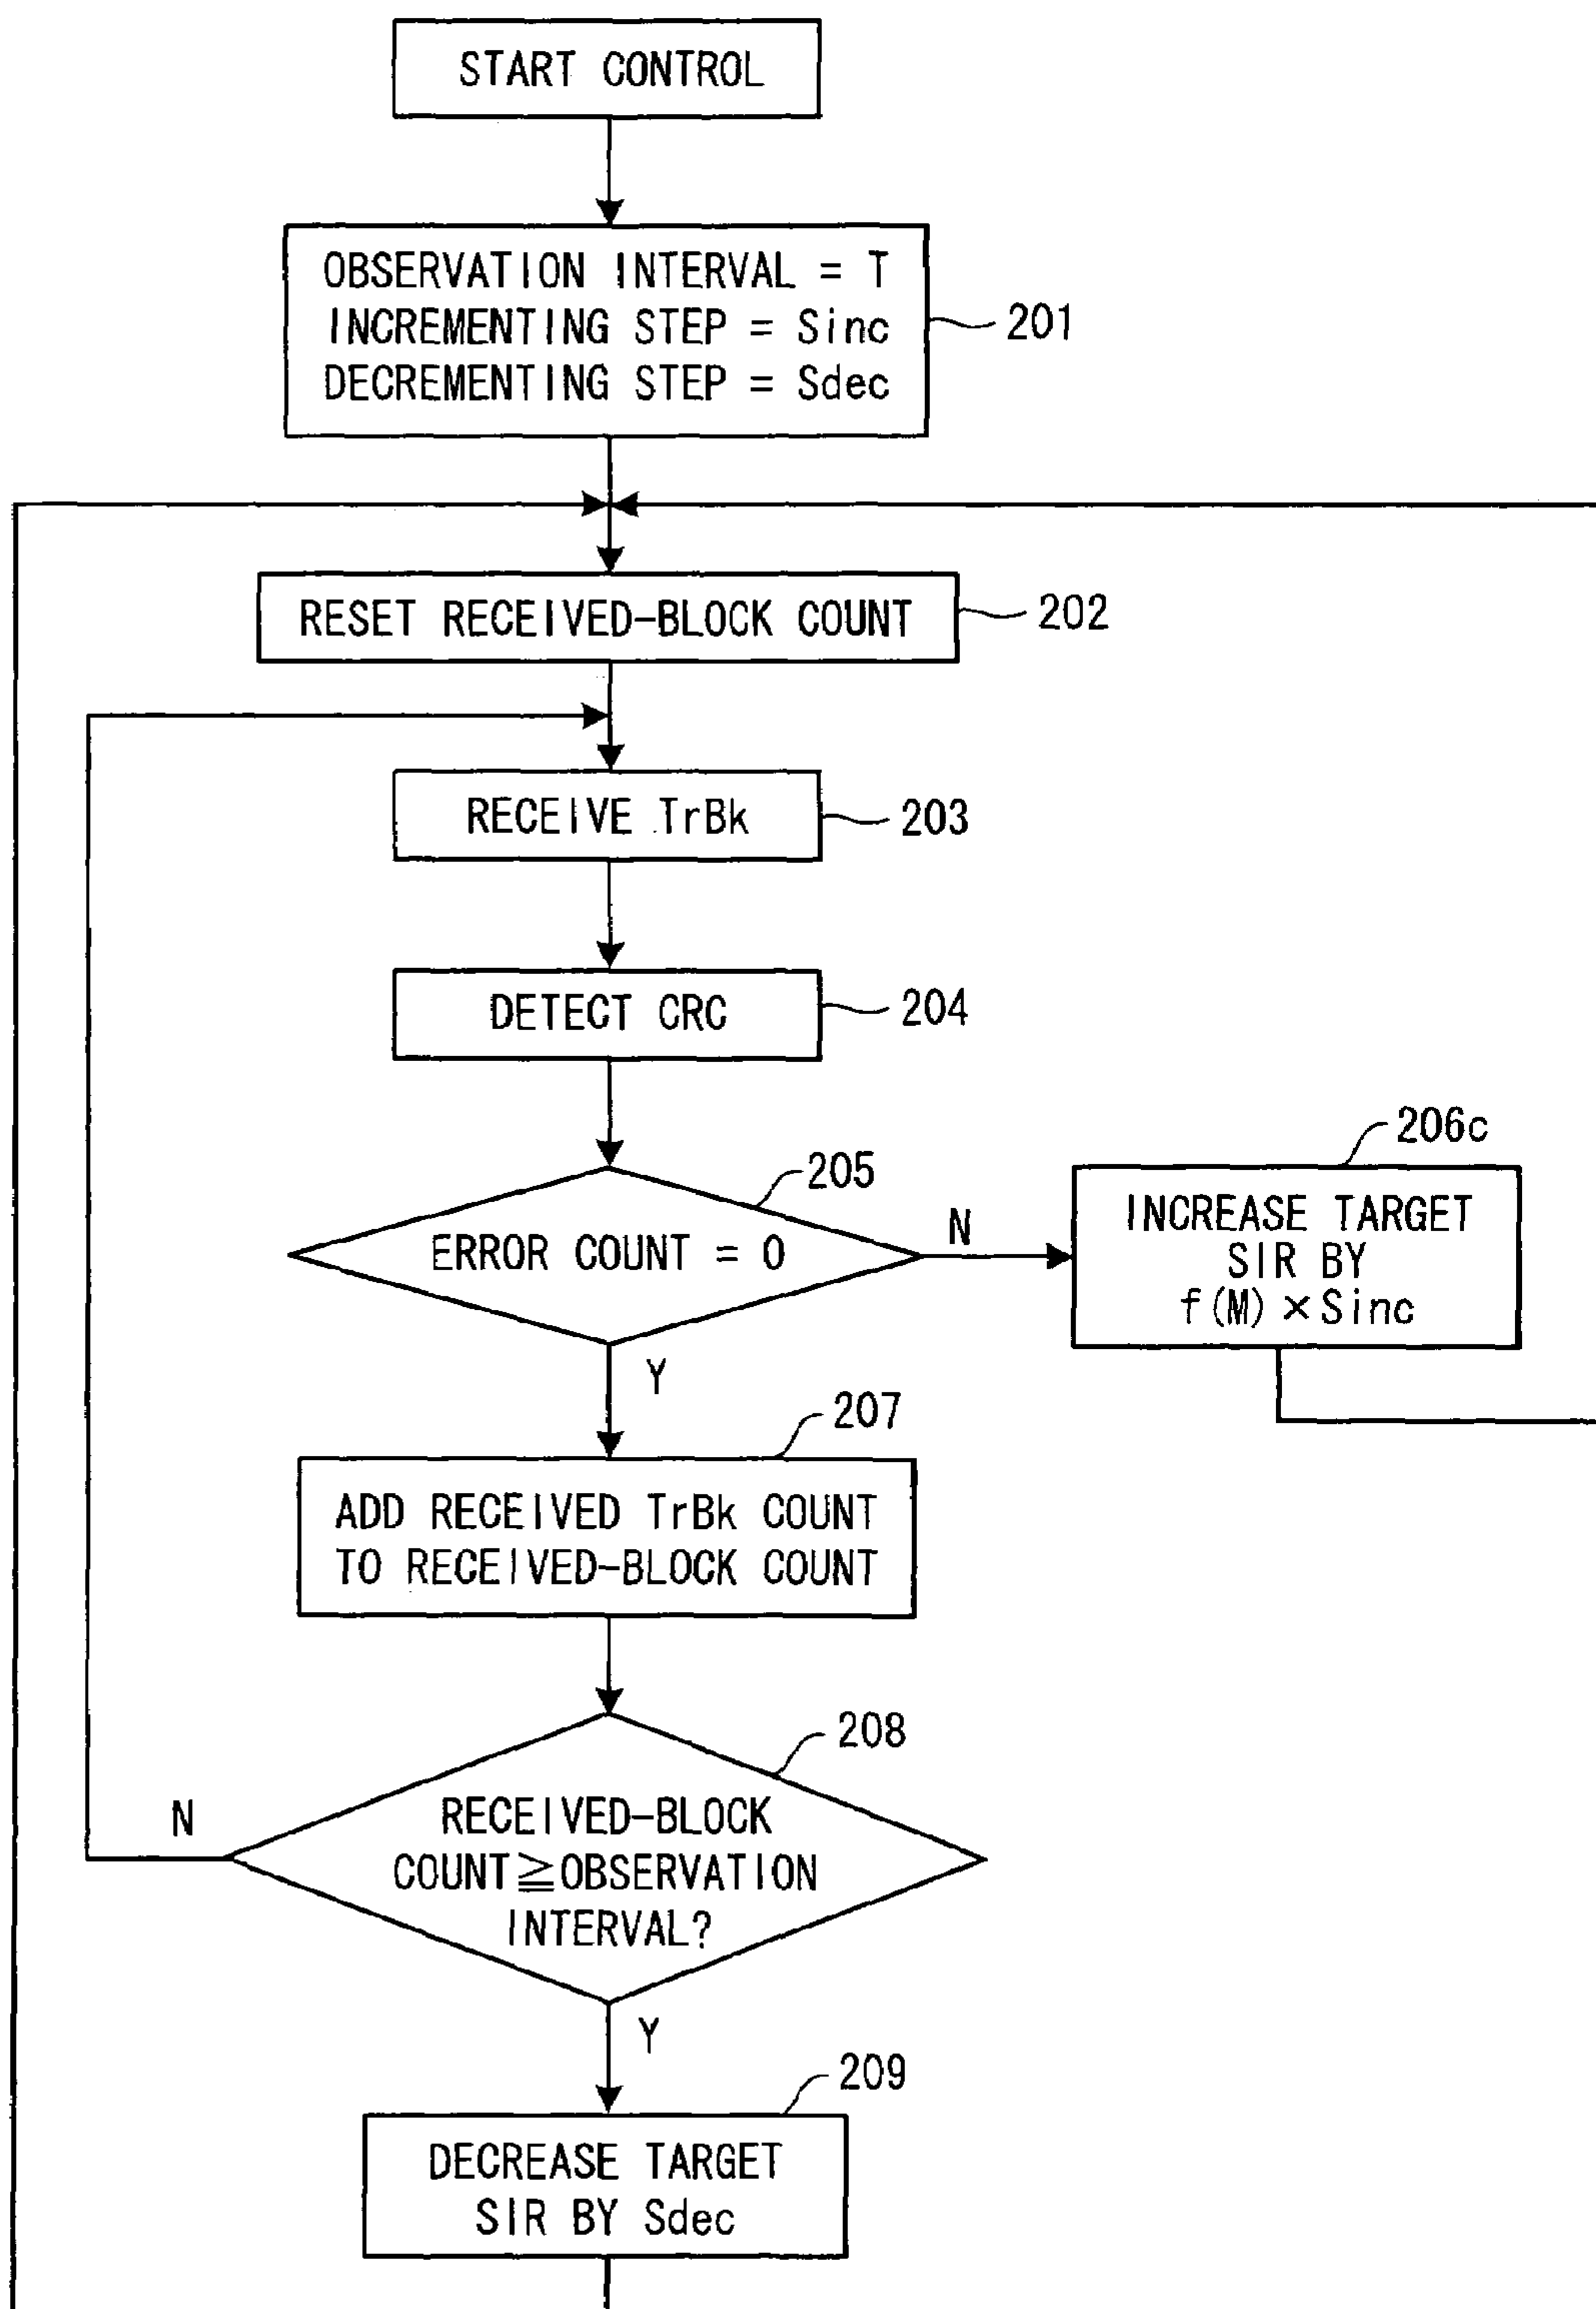 START CONTROL
OBSERVATION INTERVAL = T
INCREMENTING STEP = Sinc
DECREMENTING STEP = Sdec
201
RESET RECEIVED-BLOCK COUNT
202
RECEIVE TrBk
203
DETECT CRC
204
205
ERROR COUNT = 0
N
206c
INCREASE TARGET
SIR BY
f(M)×Sinc
Y
207
ADD RECEIVED TrBk COUNT
TO RECEIVED-BLOCK COUNT
208
N
RECEIVED-BLOCK
COUNT≧OBSERVATION
INTERVAL?
Y
209
DECREASE TARGET
SIR BY Sdec